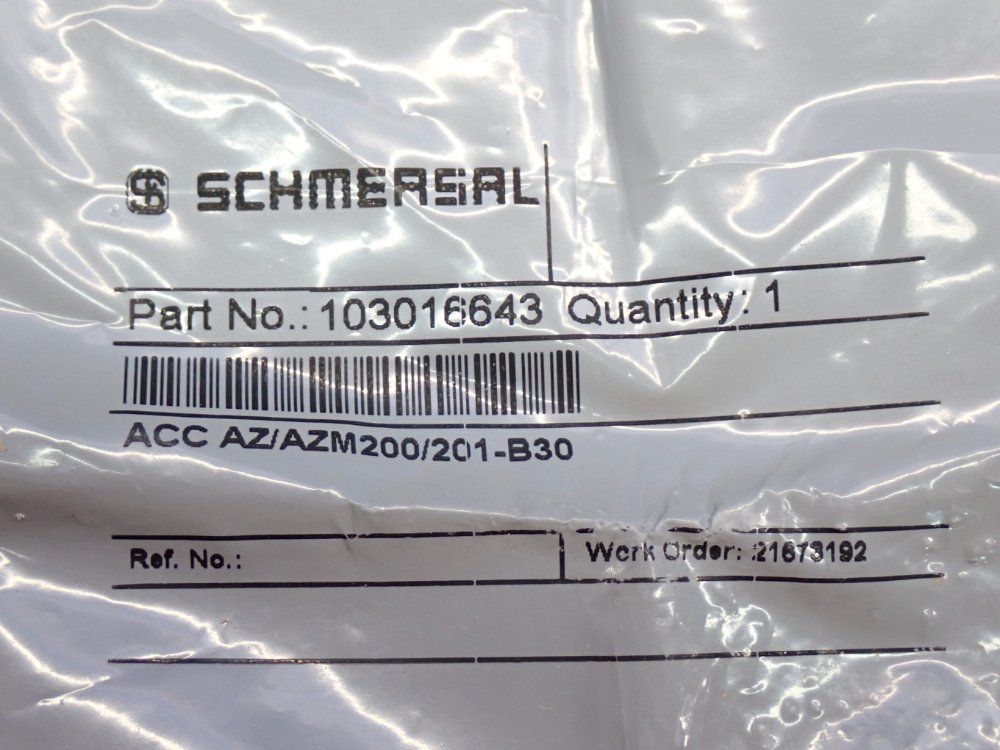 SCHMERSAL
Part No.: 103016643 Quantity: 1
ACC AZ/AZM200/201-B30
Ref. No.: Work Order: 21673192